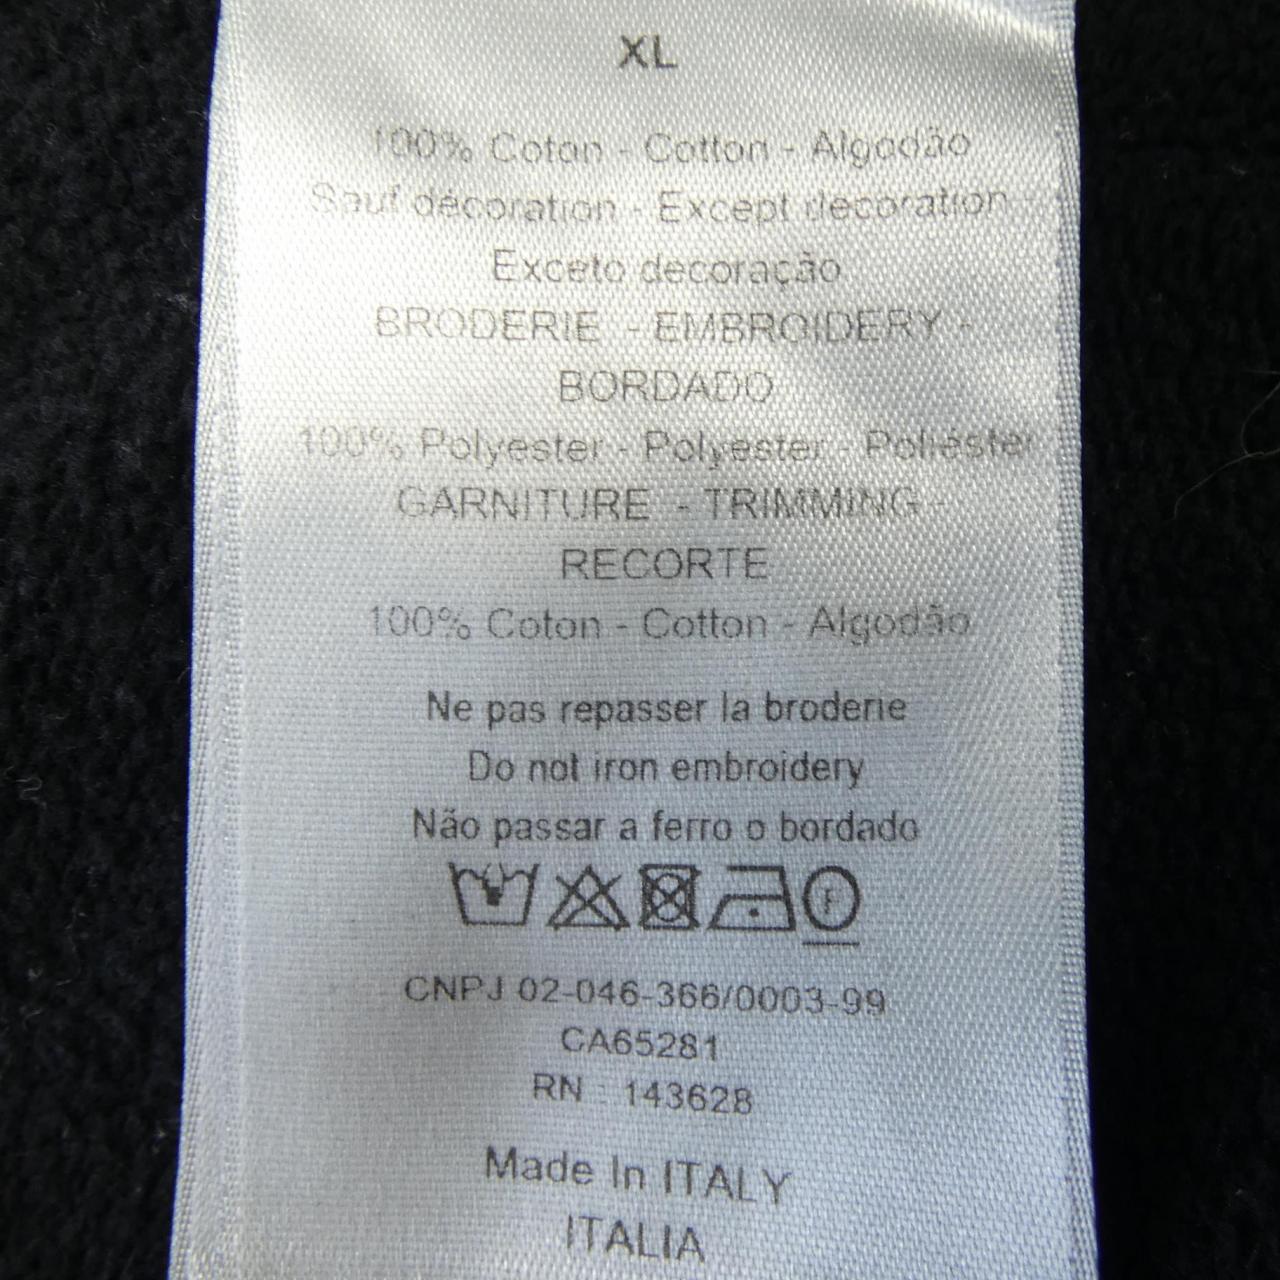 XL
100% Coton - Cotton - Algodão
Sauf décoration Except decoration
Exceto decoração
BRODERIE - EMBROIDERY -
BORDADO
100% Polyester - Polyester - Poliéster
GARNITURE - TRIMMING -
RECORTE
100% Coton - Cotton - Algodão
Ne pas repasser la broderie
Do not iron embroidery
Não passar a ferro o bordado
F
CNPJ 02-046-366/0003-99
CA65281
RN : 143628
Made In ITALY
ITALIA